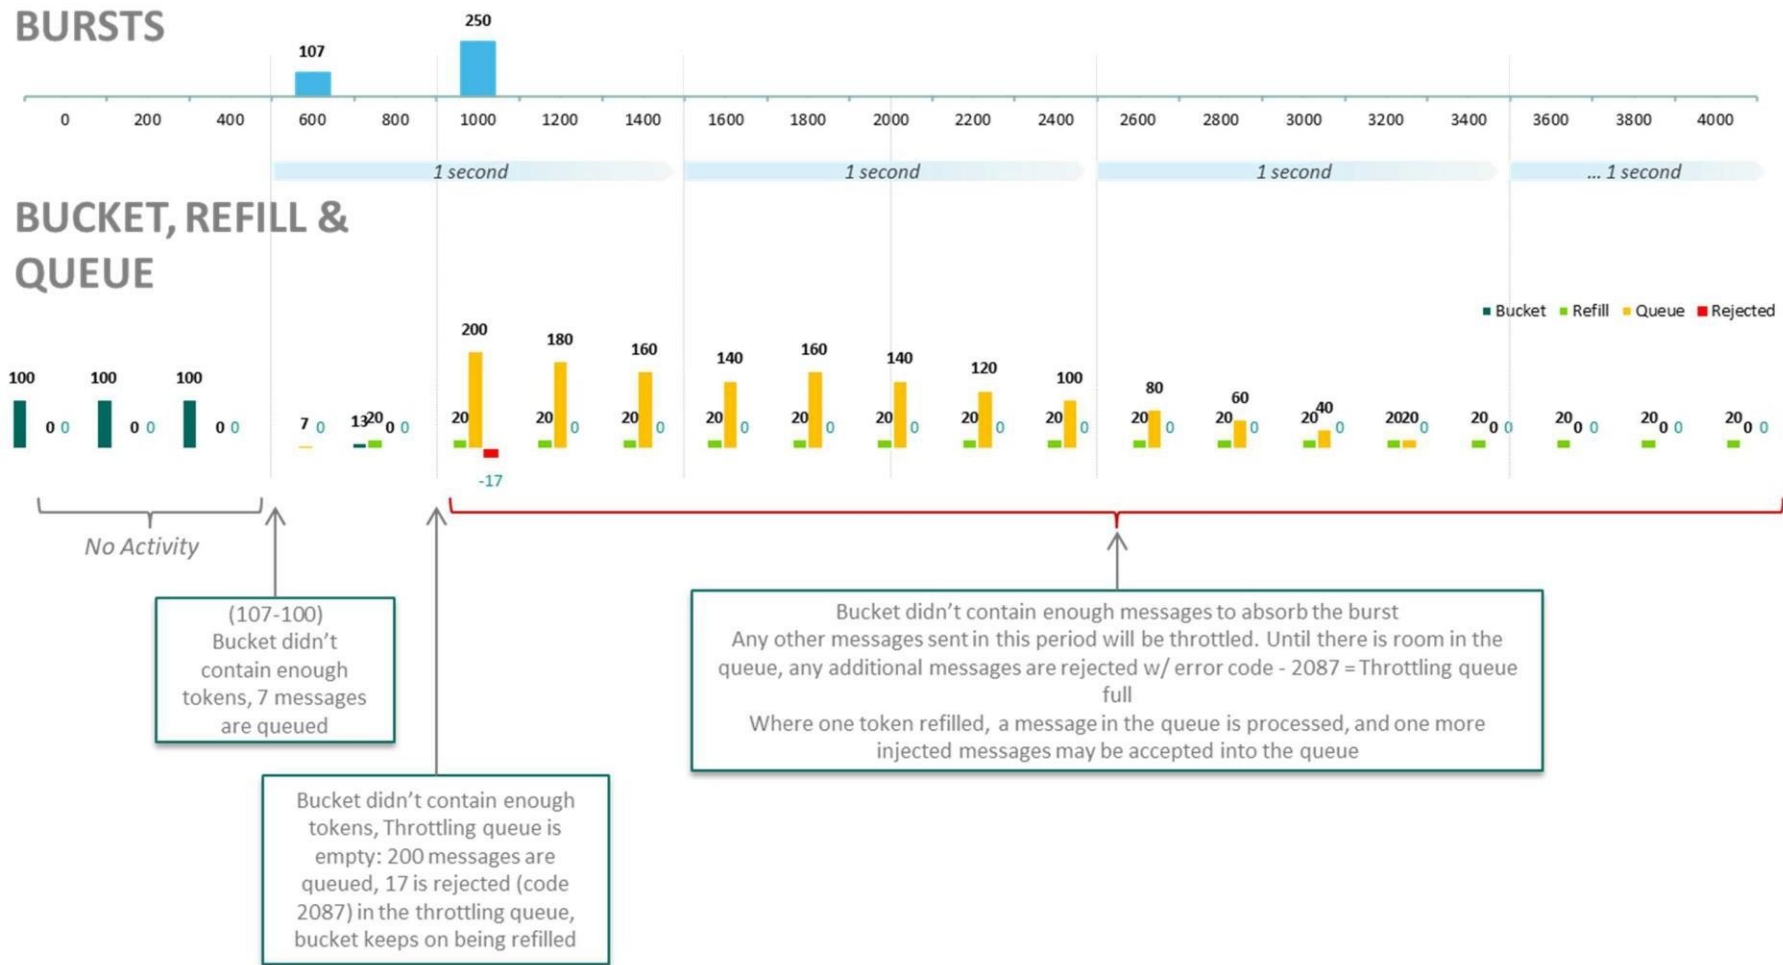 BURSTS
107
250
0 200 400 600 800 1000 1200 1400 1600 1800 2000 2200 2400 2600 2800 3000 3200 3400 3600 3800 4000
1 second 1 second 1 second ... 1 second
BUCKET, REFILL &
QUEUE
Bucket Refill Queue Rejected
100 0 0 100 0 0 100 0 0 7 0 13 20 0 0 20 200 -17 20 180 0 20 160 0 20 140 0 20 160 0 20 140 0 20 120 0 20 100 0 20 80 0 20 60 0 20 40 0 20 20 0 20 0 0 20 0 0 20 0 0 20 0 0
No Activity
(107-100)
Bucket didn't
contain enough
tokens, 7 messages
are queued
Bucket didn't contain enough
tokens, Throttling queue is
empty: 200 messages are
queued, 17 is rejected (code
2087) in the throttling queue,
bucket keeps on being refilled
Bucket didn't contain enough messages to absorb the burst
Any other messages sent in this period will be throttled. Until there is room in the
queue, any additional messages are rejected w/ error code - 2087 = Throttling queue
full
Where one token refilled, a message in the queue is processed, and one more
injected messages may be accepted into the queue